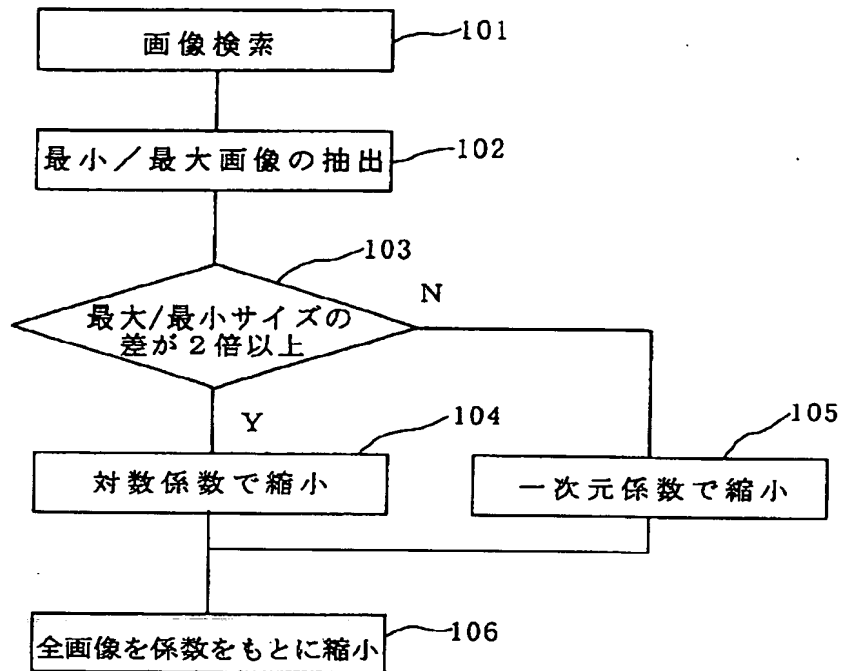 画像検索
101
最小／最大画像の抽出
102
103
最大/最小サイズの
差が２倍以上
N
Y
104
対数係数で縮小
105
一次元係数で縮小
全画像を係数をもとに縮小
106